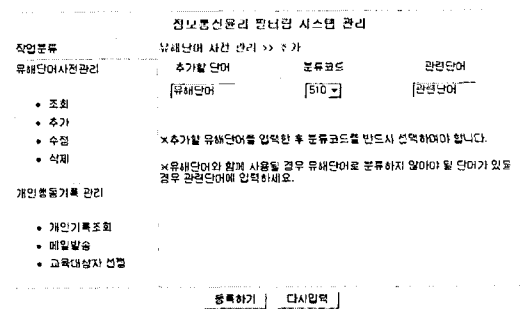 정보통신윤리 필터링 시스템 관리
작업분류
유해단어 사전 관리 >> 추가
유해단어사전관리
추가할 단어
분류코드
관련단어
유해단어
510
관련단어
• 조회
• 추가
• 수정
• 삭제
※추가할 유해단어를 입력한 후 분류코드를 반드시 선택하여야 합니다.
※유해단어와 함께 사용될 경우 유해단어로 분류하지 않아야 될 단어가 있을
경우 관련단어에 입력하세요.
개인행동기록 관리
• 개인기록조회
• 메일발송
• 교육대상자 선정
등록하기
다시입력